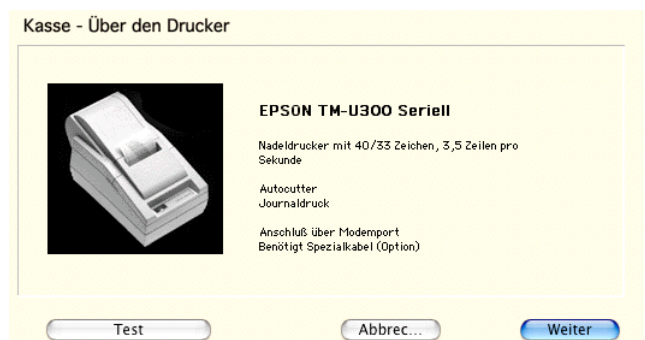 Kasse - Über den Drucker
EPSON TM-U300 Seriell
Nadeldrucker mit 40/33 Zeichen, 3,5 Zeilen pro
Sekunde
Autocutter
Journaldruck
Anschluß über Modemport
Benötigt Spezialkabel (Option)
Test
Abbrec...
Weiter